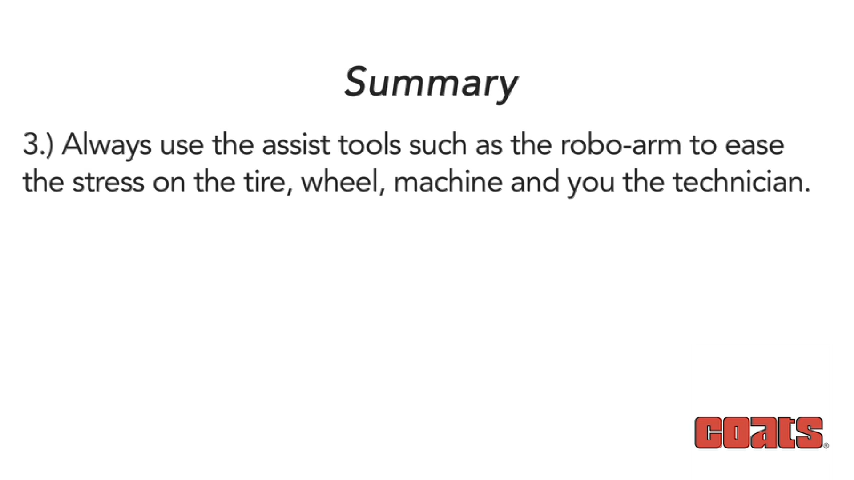 Summary
3.) Always use the assist tools such as the robo-arm to ease
the stress on the tire, wheel, machine and you the technician.
coats®